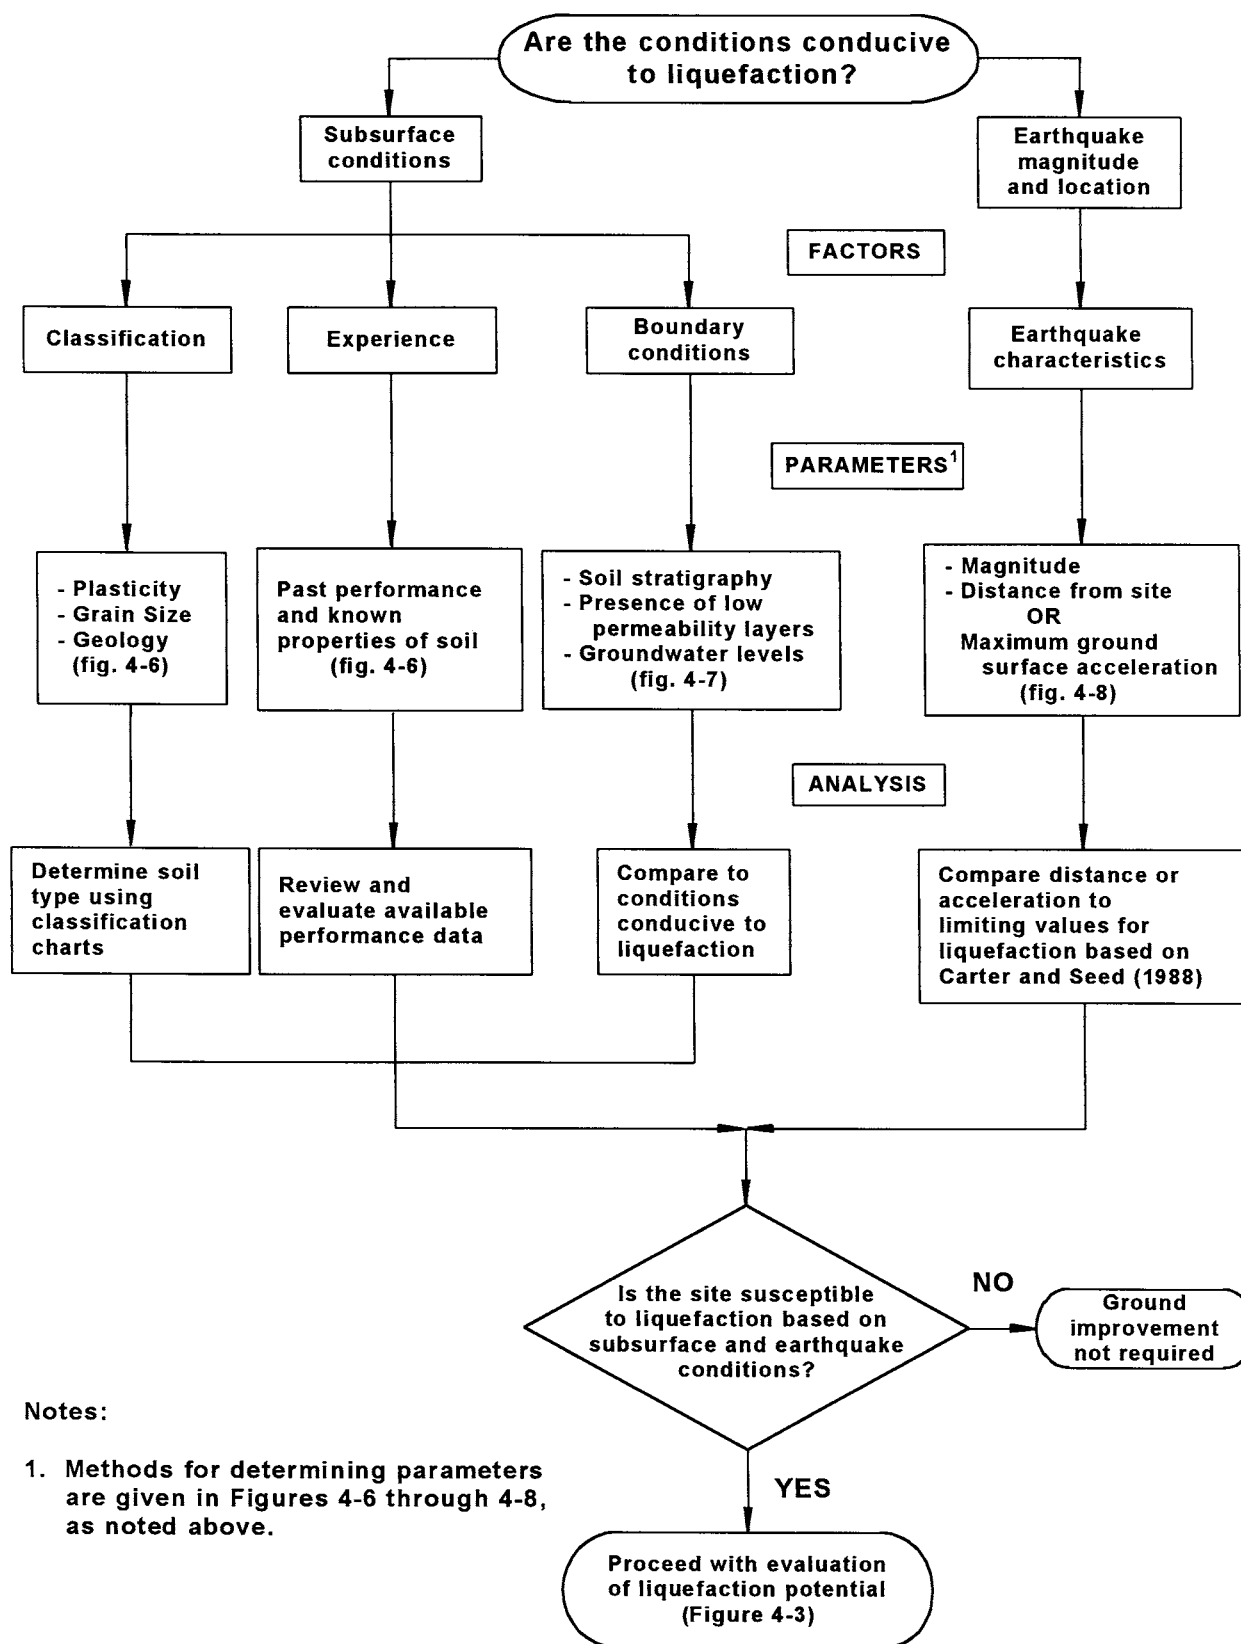 Are the conditions conducive
to liquefaction?
Subsurface
conditions
Earthquake
magnitude
and location
FACTORS
Classification
Experience
Boundary
conditions
Earthquake
characteristics
PARAMETERS¹
- Plasticity
- Grain Size
- Geology
(fig. 4-6)
Past performance
and known
properties of soil
(fig. 4-6)
- Soil stratigraphy
- Presence of low
permeability layers
- Groundwater levels
(fig. 4-7)
- Magnitude
- Distance from site
OR
Maximum ground
surface acceleration
(fig. 4-8)
ANALYSIS
Determine soil
type using
classification
charts
Review and
evaluate available
performance data
Compare to
conditions
conducive to
liquefaction
Compare distance or
acceleration to
limiting values for
liquefaction based on
Carter and Seed (1988)
Is the site susceptible
to liquefaction based on
subsurface and earthquake
conditions?
NO
Ground
improvement
not required
YES
Proceed with evaluation
of liquefaction potential
(Figure 4-3)
Notes:
1. Methods for determining parameters
are given in Figures 4-6 through 4-8,
as noted above.